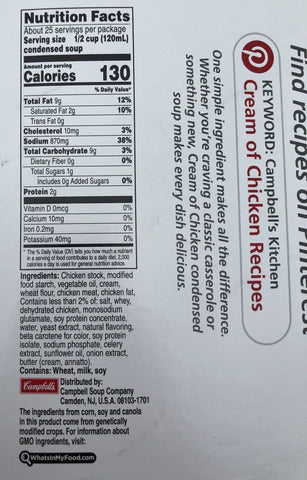 Nutrition Facts
About 25 servings per package
Serving size 1/2 cup (120mL)
condensed soup
Amount per serving
Calories 130
% Daily Value*
Total Fat 9g 12%
Saturated Fat 2g 10%
Trans Fat 0g
Cholesterol 10mg 3%
Sodium 870mg 38%
Total Carbohydrate 9g 3%
Dietary Fiber 0g 0%
Total Sugars 1g
Includes 0g Added Sugars 0%
Protein 2g
Vitamin D 0mcg 0%
Calcium 10mg 0%
Iron 0.2mg 0%
Potassium 40mg 0%
* The % Daily Value (DV) tells you how much a nutrient
in a serving of food contributes to a daily diet. 2,000
calories a day is used for general nutrition advice.
Ingredients: Chicken stock, modified
food starch, vegetable oil, cream,
wheat flour, chicken meat, chicken fat,
Contains less than 2% of: salt, whey,
dehydrated chicken, monosodium
glutamate, soy protein concentrate,
water, yeast extract, natural flavoring,
beta carotene for color, soy protein
isolate, sodium phosphate, celery
extract, sunflower oil, onion extract,
butter (cream, annatto).
Contains: Wheat, milk, soy
Campbell's
Distributed by:
Campbell Soup Company
Camden, NJ, U.S.A. 08103-1701
The ingredients from corn, soy and canola
in this product come from genetically
modified crops. For information about
GMO ingredients, visit:
WhatsInMyFood.com
Find recipes on Pinterest
KEYWORD: Campbell's Kitchen
Cream of Chicken Recipes
One simple ingredient makes all the difference.
Whether you're craving a classic casserole or
something new, Cream of Chicken condensed
soup makes every dish delicious.